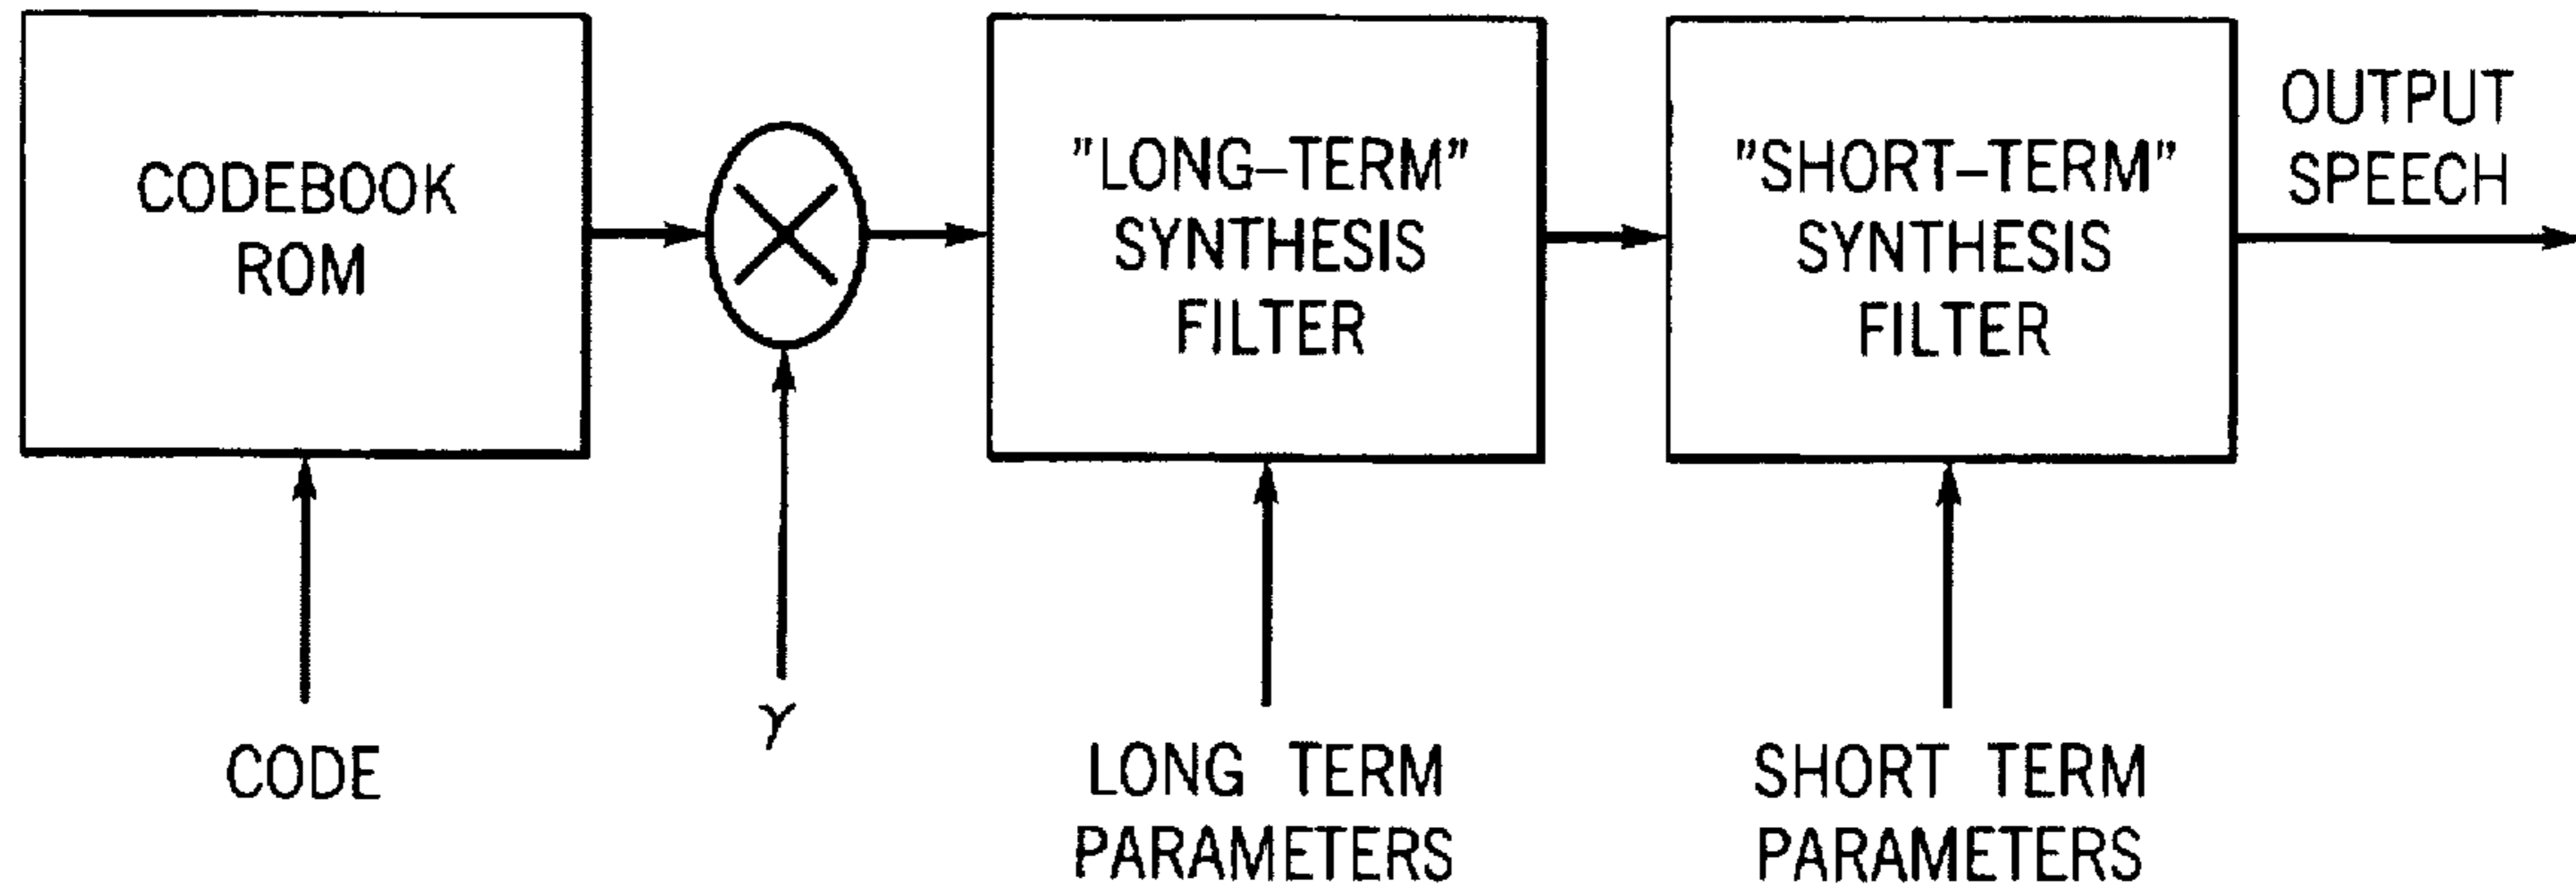 CODEBOOK
ROM
"LONG-TERM"
SYNTHESIS
FILTER
"SHORT-TERM"
SYNTHESIS
FILTER
OUTPUT
SPEECH
CODE
γ
LONG TERM
PARAMETERS
SHORT TERM
PARAMETERS